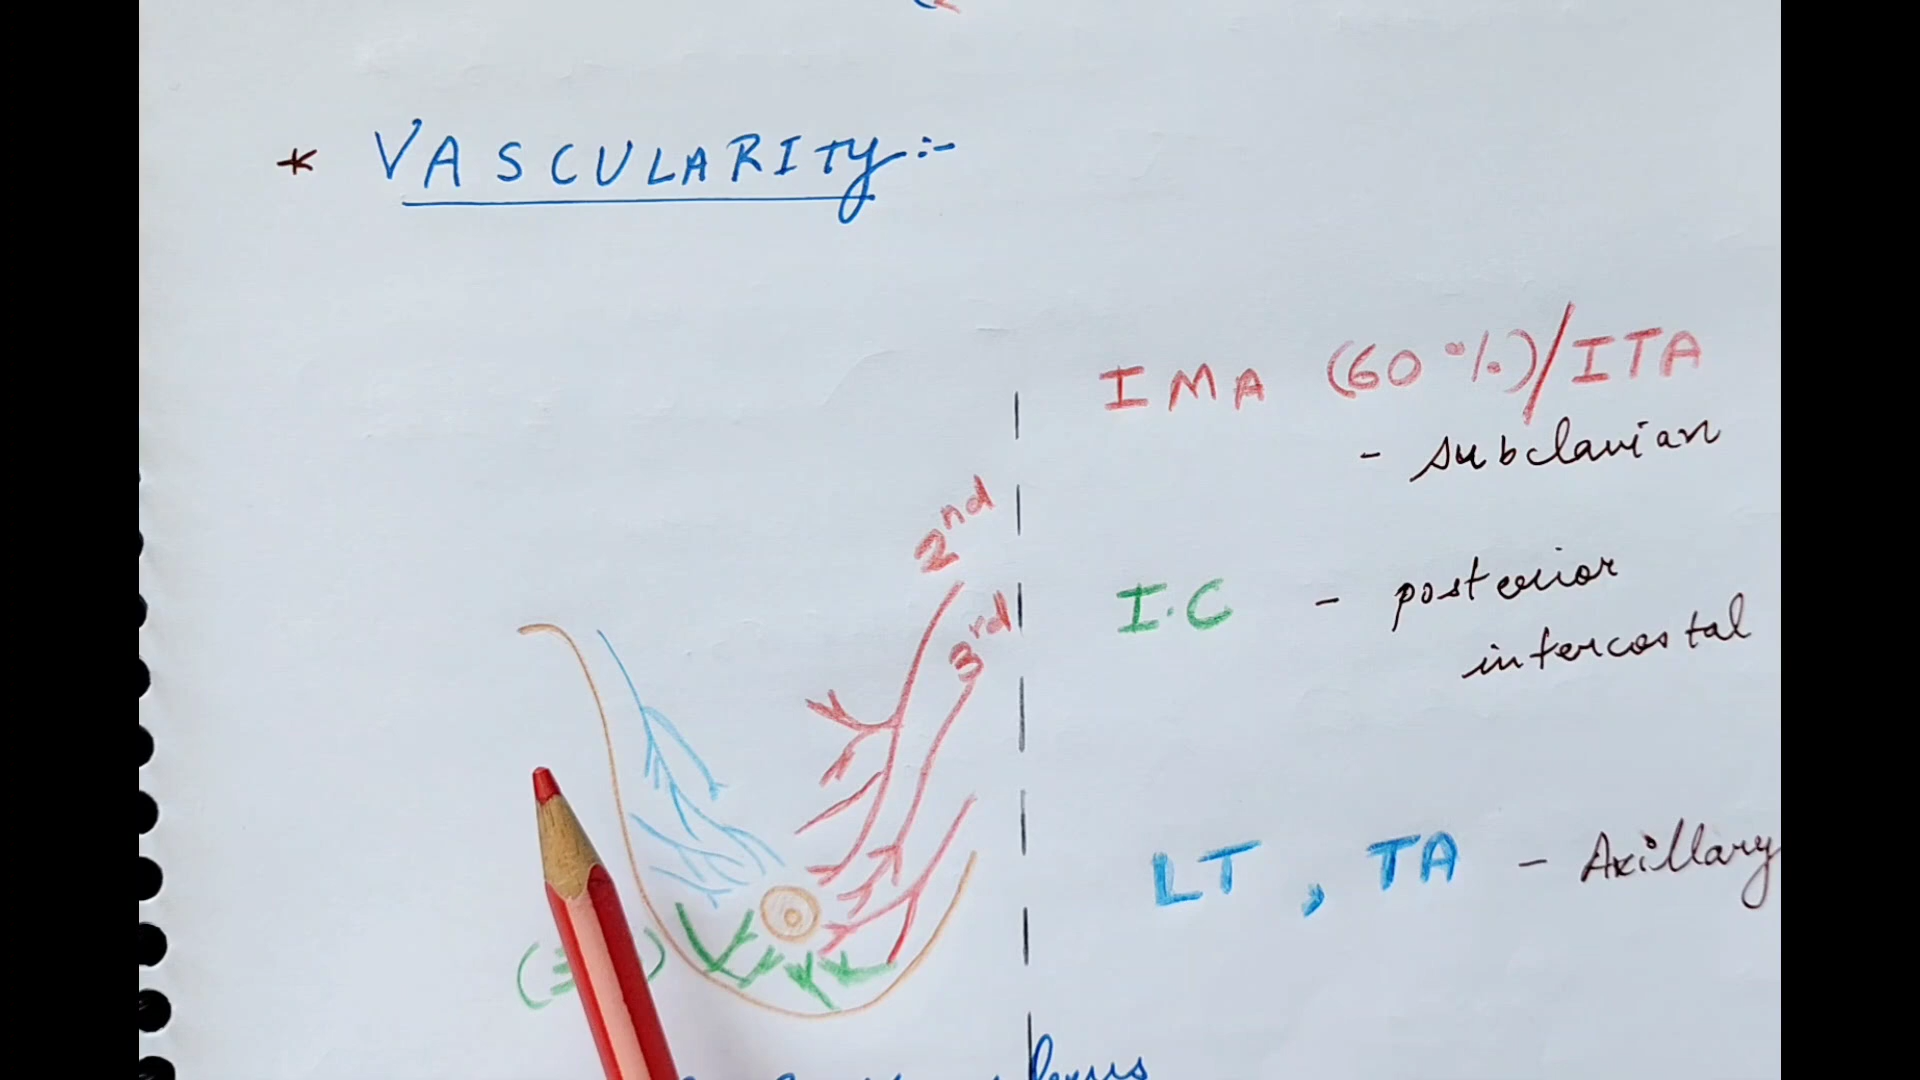 * VASCULARITY:-
IMA (60%)/ITA
- subclavian
2nd
3rd
I.C - posterior
intercostal
LT, TA - Axillary